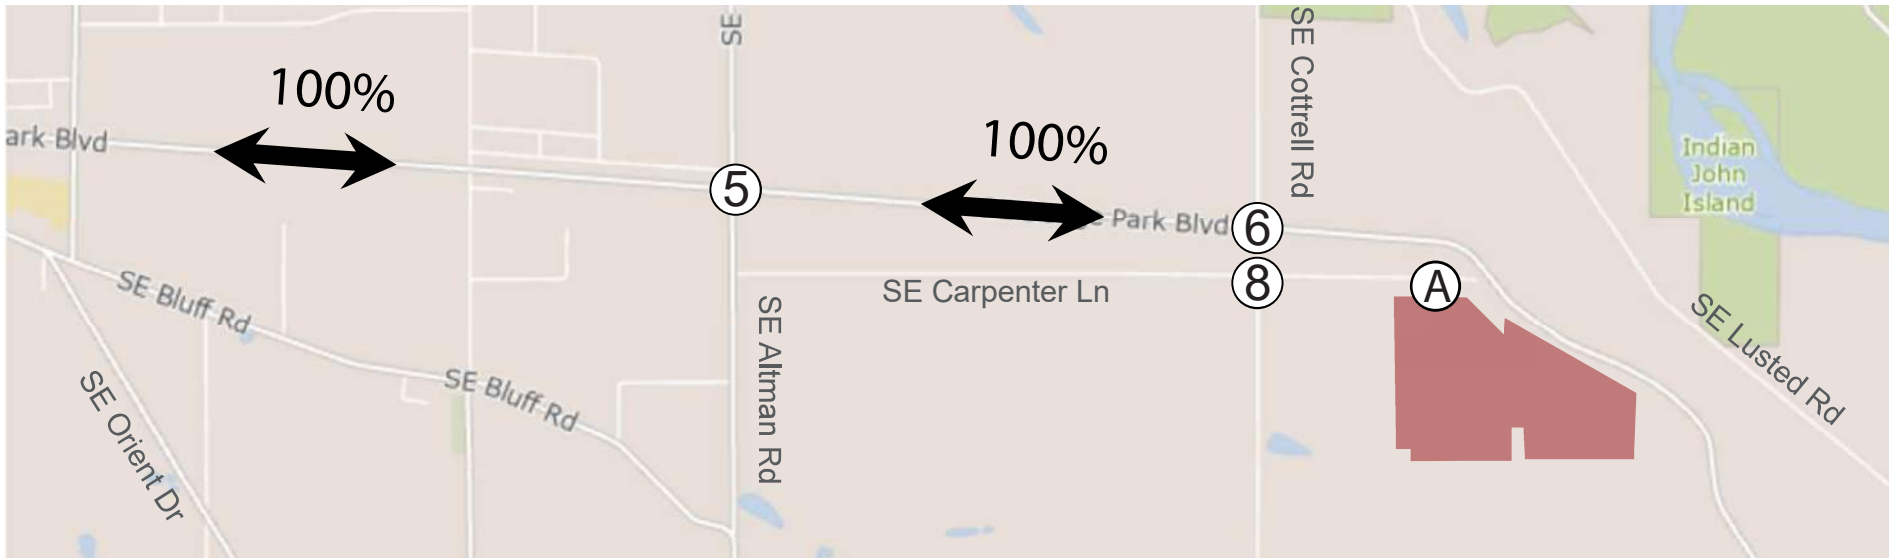 SE
SE Cottrell Rd
100%
100%
ark Blvd
5
Park Blvd
6
Indian
John
Island
SE Carpenter Ln
8
A
SE Bluff Rd
SE Altman Rd
SE Lusted Rd
SE Bluff Rd
SE Orient Dr